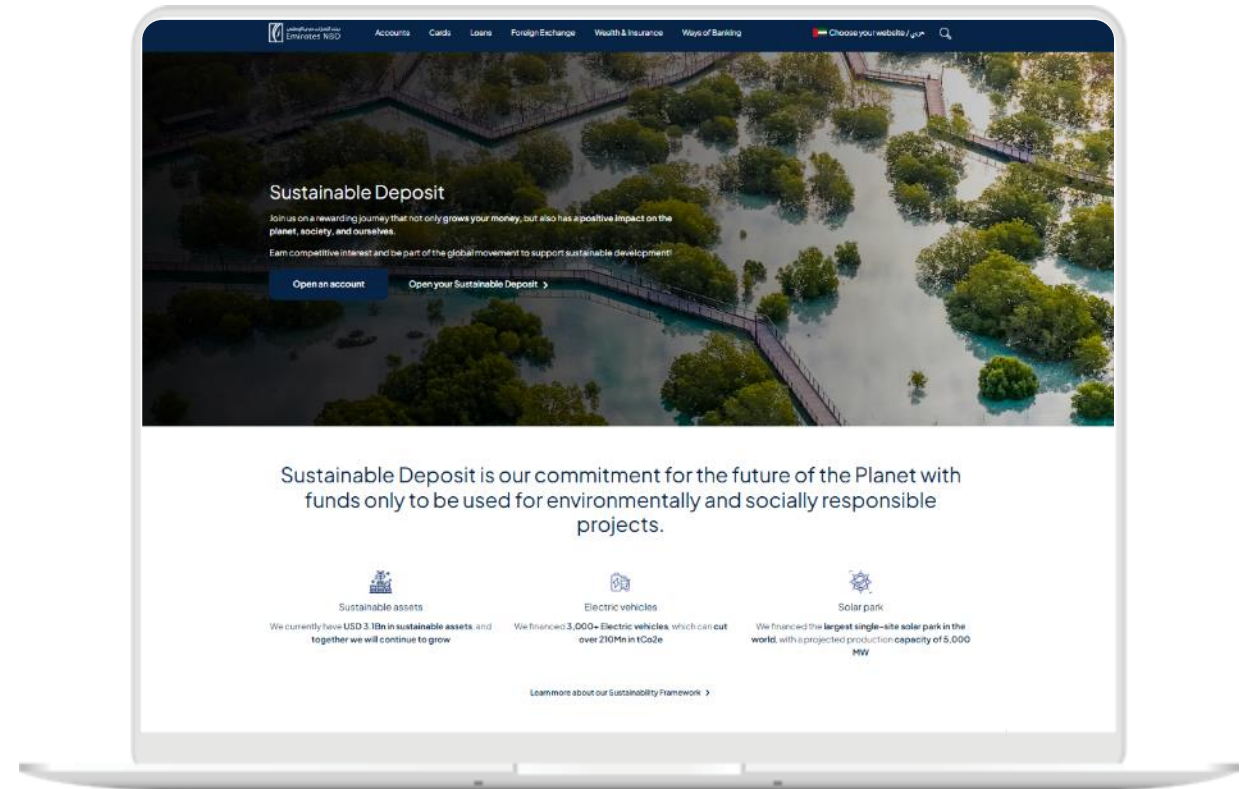 بنك الإمارات دبي الوطني
Emirates NBD
Accounts Cards Loans Foreign Exchange Wealth & Insurance Ways of Banking
Choose your website / عربي
Sustainable Deposit
Join us on a rewarding journey that not only grows your money, but also has a positive impact on the
planet, society, and ourselves.
Earn competitive interest and be part of the global movement to support sustainable development!
Open an account Open your Sustainable Deposit >
Sustainable Deposit is our commitment for the future of the Planet with
funds only to be used for environmentally and socially responsible
projects.
Sustainable assets
We currently have USD 3.1Bn in sustainable assets, and
together we will continue to grow
Electric vehicles
We financed 3,000+ Electric vehicles, which can cut
over 210Mn in tCo2e
Solar park
We financed the largest single-site solar park in the
world, with a projected production capacity of 5,000
MW
Learn more about our Sustainability Framework >